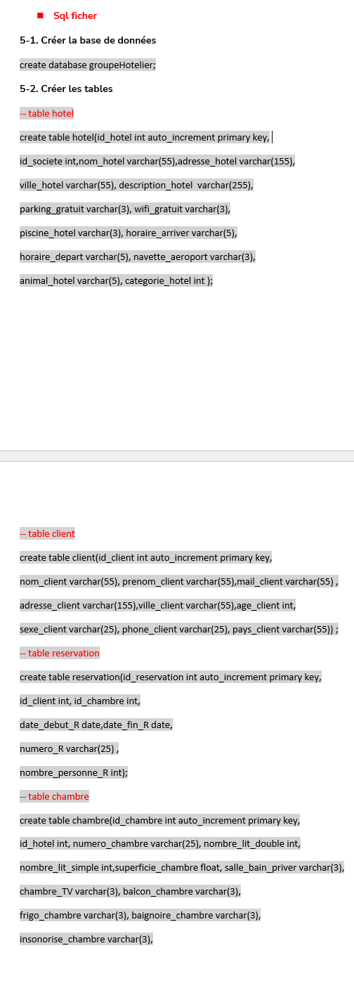 Sql ficher
5-1. Créer la base de données
create database groupeHotelier;
5-2. Créer les tables
-- table hotel
create table hotel(id_hotel int auto_increment primary key,
id_societe int,nom_hotel varchar(55),adresse_hotel varchar(155),
ville_hotel varchar(55), description_hotel  varchar(255),
parking_gratuit varchar(3), wifi_gratuit varchar(3),
piscine_hotel varchar(3), horaire_arriver varchar(5),
horaire_depart varchar(5), navette_aeroport varchar(3),
animal_hotel varchar(5), categorie_hotel int );
-- table client
create table client(id_client int auto_increment primary key,
nom_client varchar(55), prenom_client varchar(55),mail_client varchar(55) ,
adresse_client varchar(155),ville_client varchar(55),age_client int,
sexe_client varchar(25), phone_client varchar(25), pays_client varchar(55)) ;
-- table reservation
create table reservation(id_reservation int auto_increment primary key,
id_client int, id_chambre int,
date_debut_R date,date_fin_R date,
numero_R varchar(25) ,
nombre_personne_R int);
-- table chambre
create table chambre(id_chambre int auto_increment primary key,
id_hotel int, numero_chambre varchar(25), nombre_lit_double int,
nombre_lit_simple int,superficie_chambre float, salle_bain_priver varchar(3),
chambre_TV varchar(3), balcon_chambre varchar(3),
frigo_chambre varchar(3), baignoire_chambre varchar(3),
insonorise_chambre varchar(3),